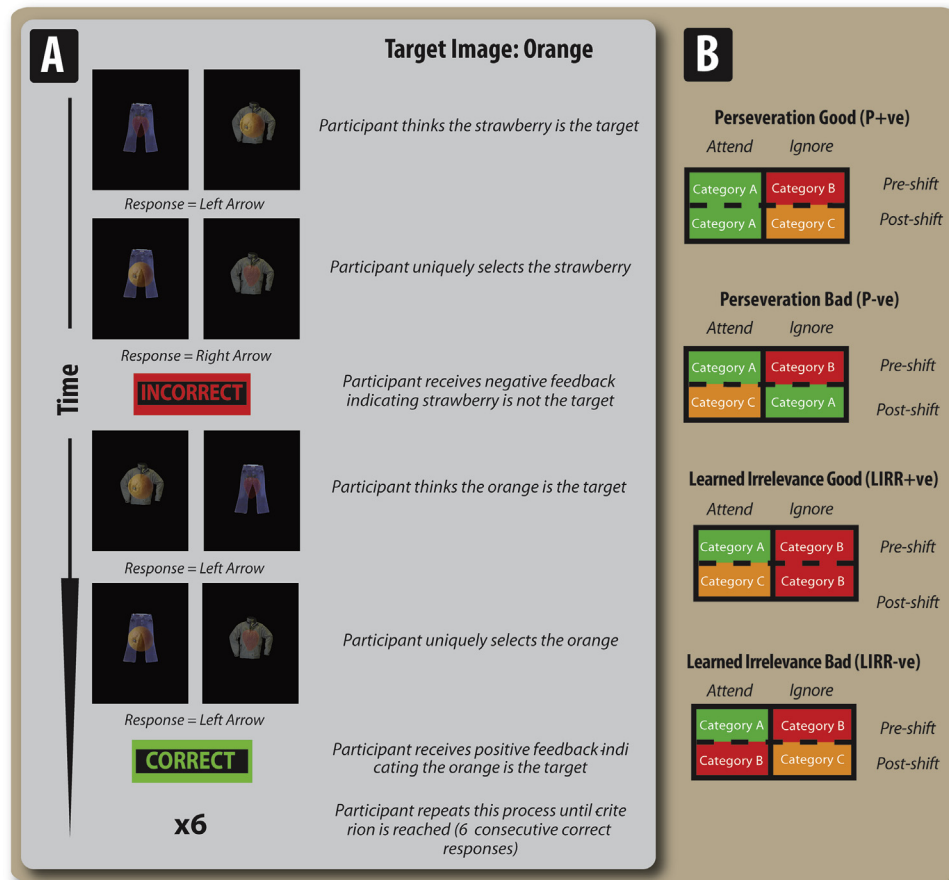 A
Target Image: Orange
Participant thinks the strawberry is the target
Response = Left Arrow
Participant uniquely selects the strawberry
Response = Right Arrow
INCORRECT
Participant receives negative feedback
indicating strawberry is not the target
Time
Participant thinks the orange is the target
Response = Left Arrow
Participant uniquely selects the orange
Response = Left Arrow
CORRECT
Participant receives positive feedback indi
cating the orange is the target
x6
Participant repeats this process until crite
rion is reached (6 consecutive correct
responses)
B
Perseveration Good (P+ve)
Attend Ignore
Category A Category B Pre-shift
Category A Category C Post-shift
Perseveration Bad (P-ve)
Attend Ignore
Category A Category B Pre-shift
Category C Category A Post-shift
Learned Irrelevance Good (LIRR+ve)
Attend Ignore
Category A Category B Pre-shift
Category C Category B Post-shift
Learned Irrelevance Bad (LIRR-ve)
Attend Ignore
Category A Category B Pre-shift
Category B Category C Post-shift